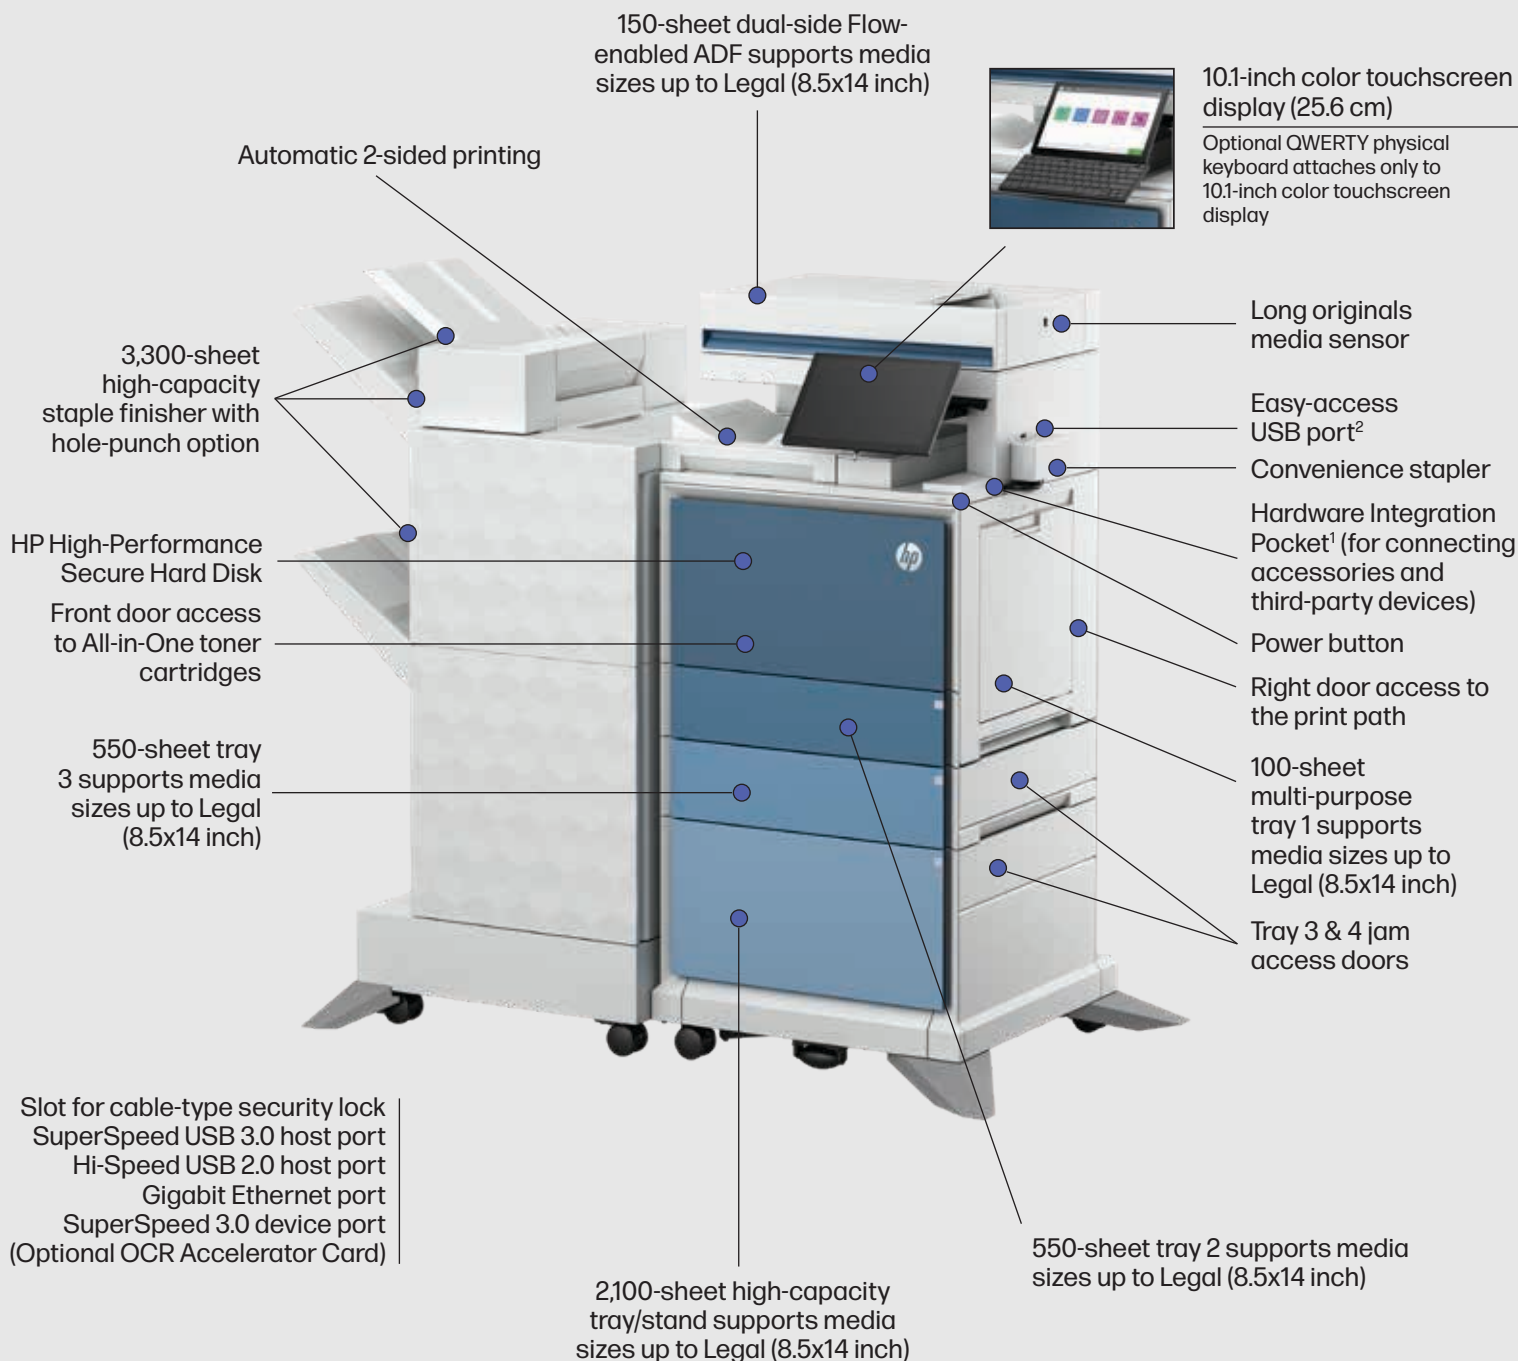 150-sheet dual-side Flow-
enabled ADF supports media
sizes up to Legal (8.5x14 inch)
10.1-inch color touchscreen
display (25.6 cm)
Optional QWERTY physical
keyboard attaches only to
10.1-inch color touchscreen
display
Automatic 2-sided printing
3,300-sheet
high-capacity
staple finisher with
hole-punch option
HP High-Performance
Secure Hard Disk
Front door access
to All-in-One toner
cartridges
550-sheet tray
3 supports media
sizes up to Legal
(8.5x14 inch)
hp
Long originals
media sensor
Easy-access
USB port²
Convenience stapler
Hardware Integration
Pocket¹ (for connecting
accessories and
third-party devices)
Power button
Right door access to
the print path
100-sheet
multi-purpose
tray 1 supports
media sizes up to
Legal (8.5x14 inch)
Tray 3 & 4 jam
access doors
Slot for cable-type security lock
SuperSpeed USB 3.0 host port
Hi-Speed USB 2.0 host port
Gigabit Ethernet port
SuperSpeed 3.0 device port
(Optional OCR Accelerator Card)
550-sheet tray 2 supports media
sizes up to Legal (8.5x14 inch)
2,100-sheet high-capacity
tray/stand supports media
sizes up to Legal (8.5x14 inch)